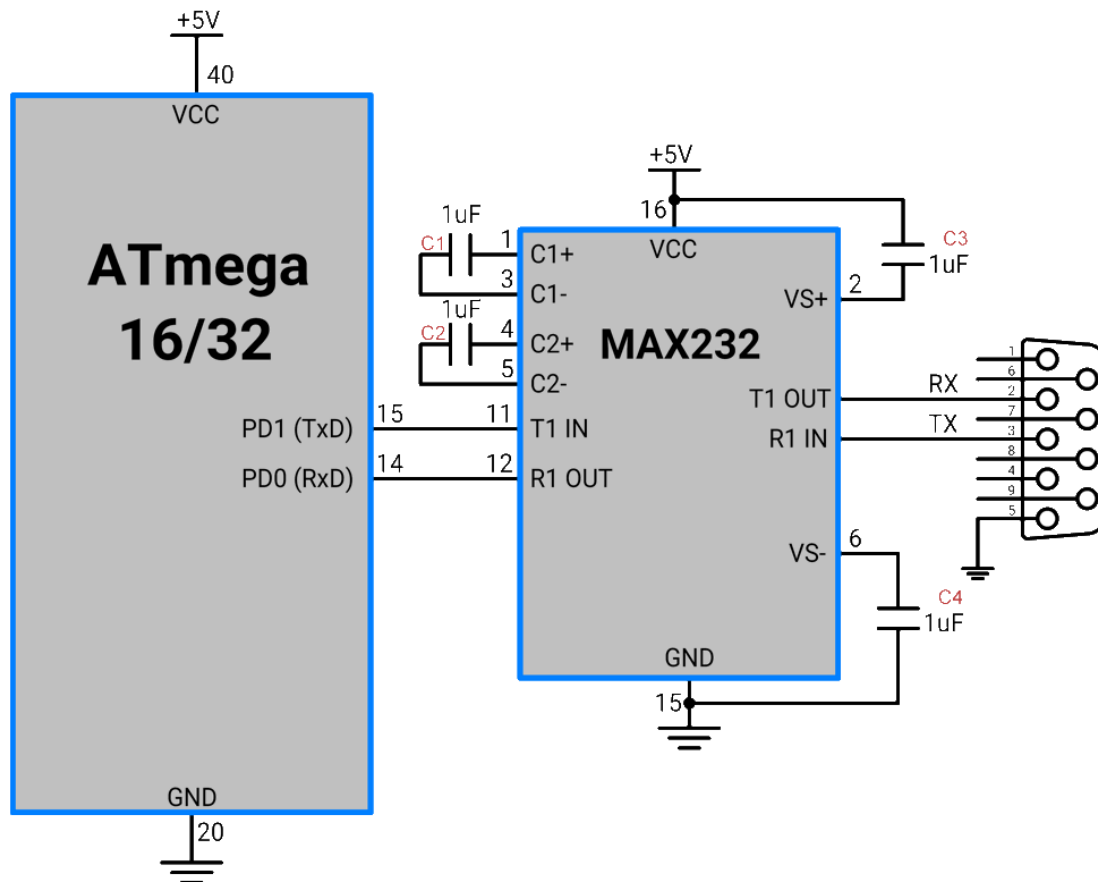 +5V
40
VCC
ATmega
16/32
PD1 (TxD)
15
PD0 (RxD)
14
GND
20
+5V
16
VCC
1uF
C1
1
C1+
3
C1-
1uF
C2
4
C2+
5
C2-
MAX232
11
T1 IN
12
R1 OUT
VS+
2
C3
1uF
T1 OUT
RX
R1 IN
TX
VS-
6
C4
1uF
GND
15
1
6
2
7
3
8
4
9
5